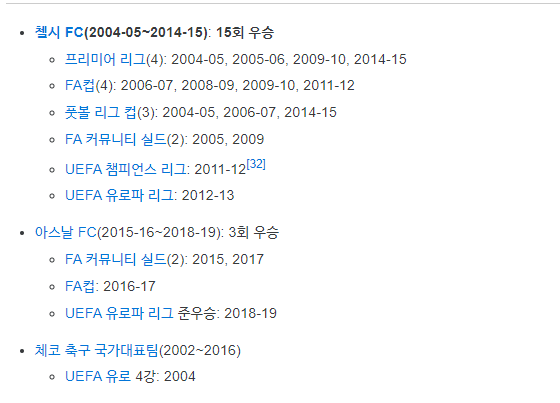 첼시 FC(2004-05~2014-15): 15회 우승
프리미어 리그(4): 2004-05, 2005-06, 2009-10, 2014-15
FA컵(4): 2006-07, 2008-09, 2009-10, 2011-12
풋볼 리그 컵(3): 2004-05, 2006-07, 2014-15
FA 커뮤니티 실드(2): 2005, 2009
UEFA 챔피언스 리그: 2011-12[32]
UEFA 유로파 리그: 2012-13
아스날 FC(2015-16~2018-19): 3회 우승
FA 커뮤니티 실드(2): 2015, 2017
FA컵: 2016-17
UEFA 유로파 리그 준우승: 2018-19
체코 축구 국가대표팀(2002~2016)
UEFA 유로 4강: 2004